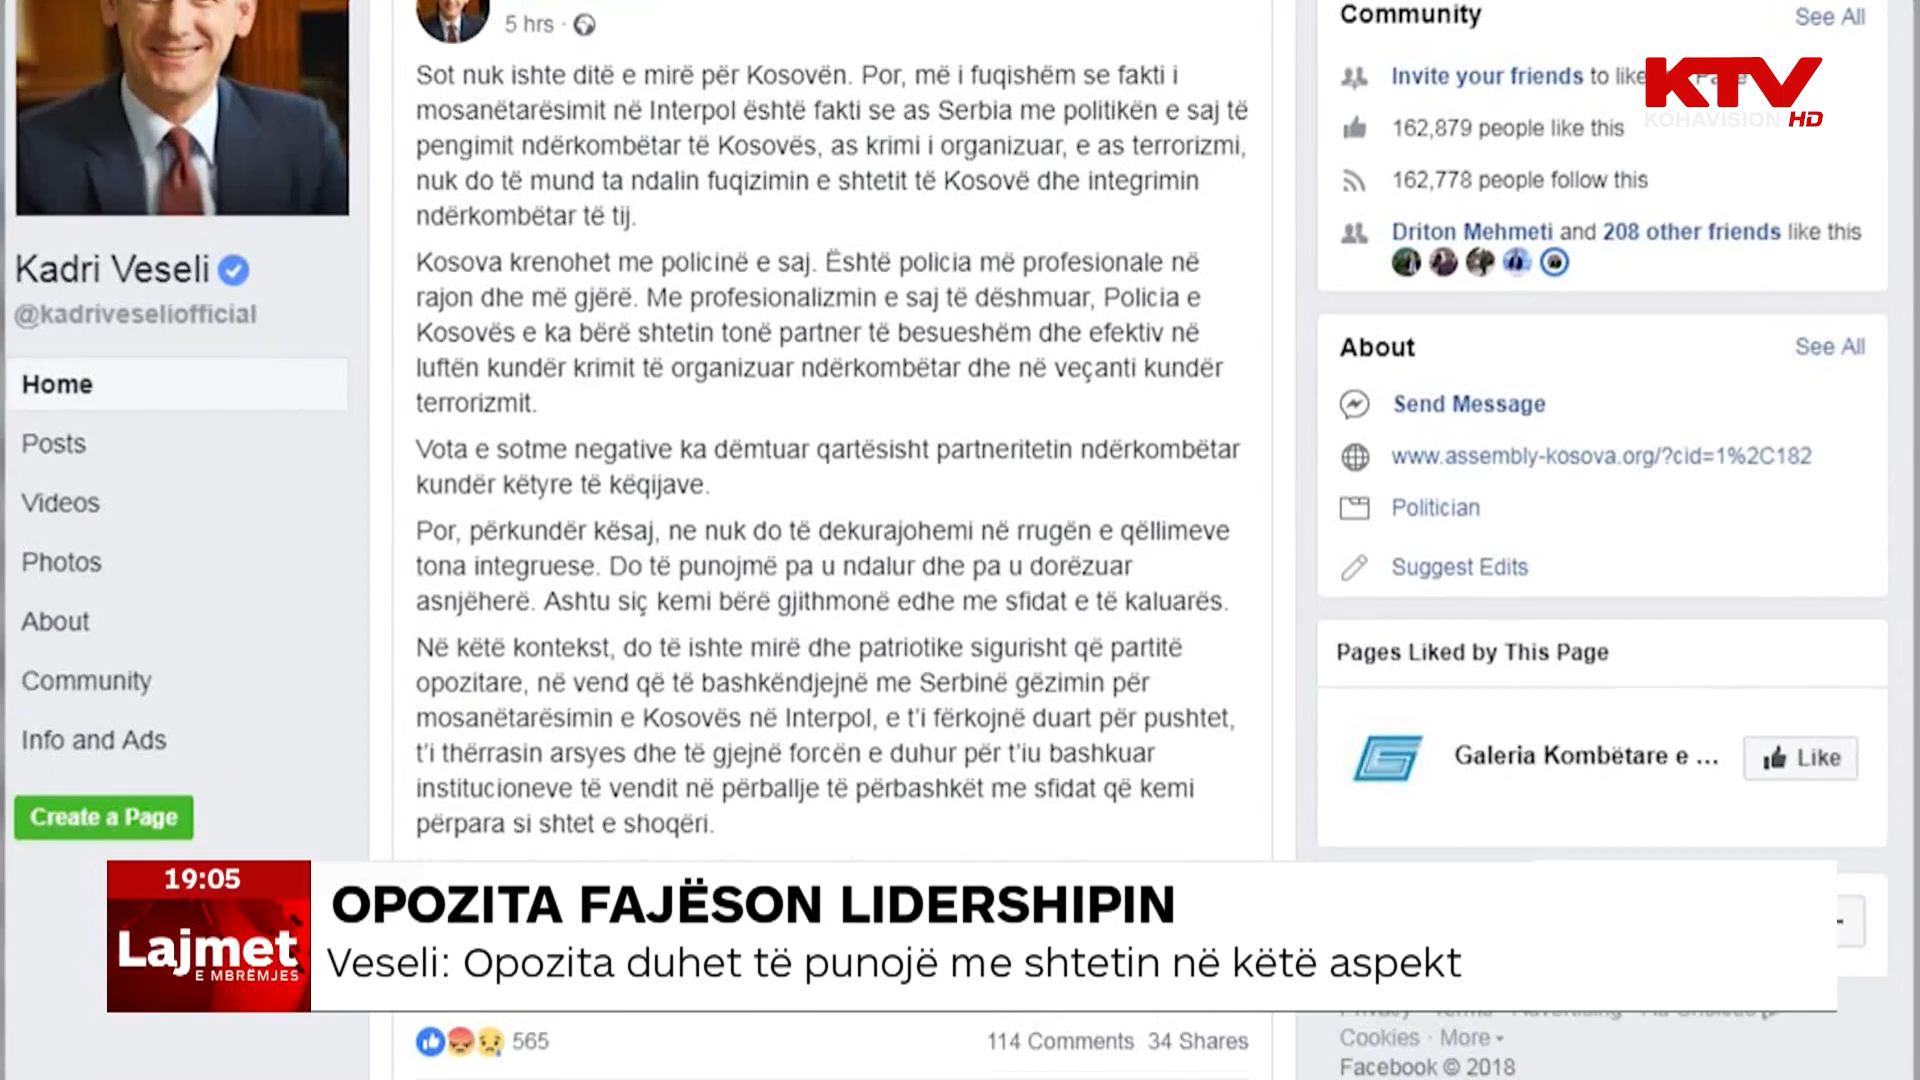 Kadri Veseli
@kadriveseliofficial
Home
Posts
Videos
Photos
About
Community
Info and Ads
Create a Page
5 hrs ·
Sot nuk ishte ditë e mirë për Kosovën. Por, më i fuqishëm se fakti i
mosanëtarësimit në Interpol është fakti se as Serbia me politikën e saj të
pengimit ndërkombëtar të Kosovës, as krimi i organizuar, e as terrorizmi,
nuk do të mund ta ndalin fuqizimin e shtetit të Kosovë dhe integrimin
ndërkombëtar të tij.
Kosova krenohet me policinë e saj. Është policia më profesionale në
rajon dhe më gjërë. Me profesionalizmin e saj të dëshmuar, Policia e
Kosovës e ka bërë shtetin tonë partner të besueshëm dhe efektiv në
luftën kundër krimit të organizuar ndërkombëtar dhe në veçanti kundër
terrorizmit.
Vota e sotme negative ka dëmtuar qartësisht partneritetin ndërkombëtar
kundër këtyre të këqijave.
Por, përkundër kësaj, ne nuk do të dekurajohemi në rrugën e qëllimeve
tona integruese. Do të punojmë pa u ndalur dhe pa u dorëzuar
asnjëherë. Ashtu siç kemi bërë gjithmonë edhe me sfidat e të kaluarës.
Në këtë kontekst, do të ishte mirë dhe patriotike sigurisht që partitë
opozitare, në vend që të bashkëndjejnë me Serbinë gëzimin për
mosanëtarësimin e Kosovës në Interpol, e t'i fërkojnë duart për pushtet,
t'i thërrasin arsyes dhe të gjejnë forcën e duhur për t'iu bashkuar
institucioneve të vendit në përballje të përbashkët me sfidat që kemi
përpara si shtet e shoqëri.
565
114 Comments 34 Shares
Community
See All
Invite your friends to like
162,879 people like this
162,778 people follow this
Driton Mehmeti and 208 other friends like this
About
See All
Send Message
www.assembly-kosova.org/?cid=1%2C182
Politician
Suggest Edits
Pages Liked by This Page
Galeria Kombëtare e ...
Like
Cookies · More
Facebook © 2018
KTV
KOHAVISION HD
19:05
Lajmet
E MBRËMJES
OPOZITA FAJËSON LIDERSHIPIN
Veseli: Opozita duhet të punojë me shtetin në këtë aspekt